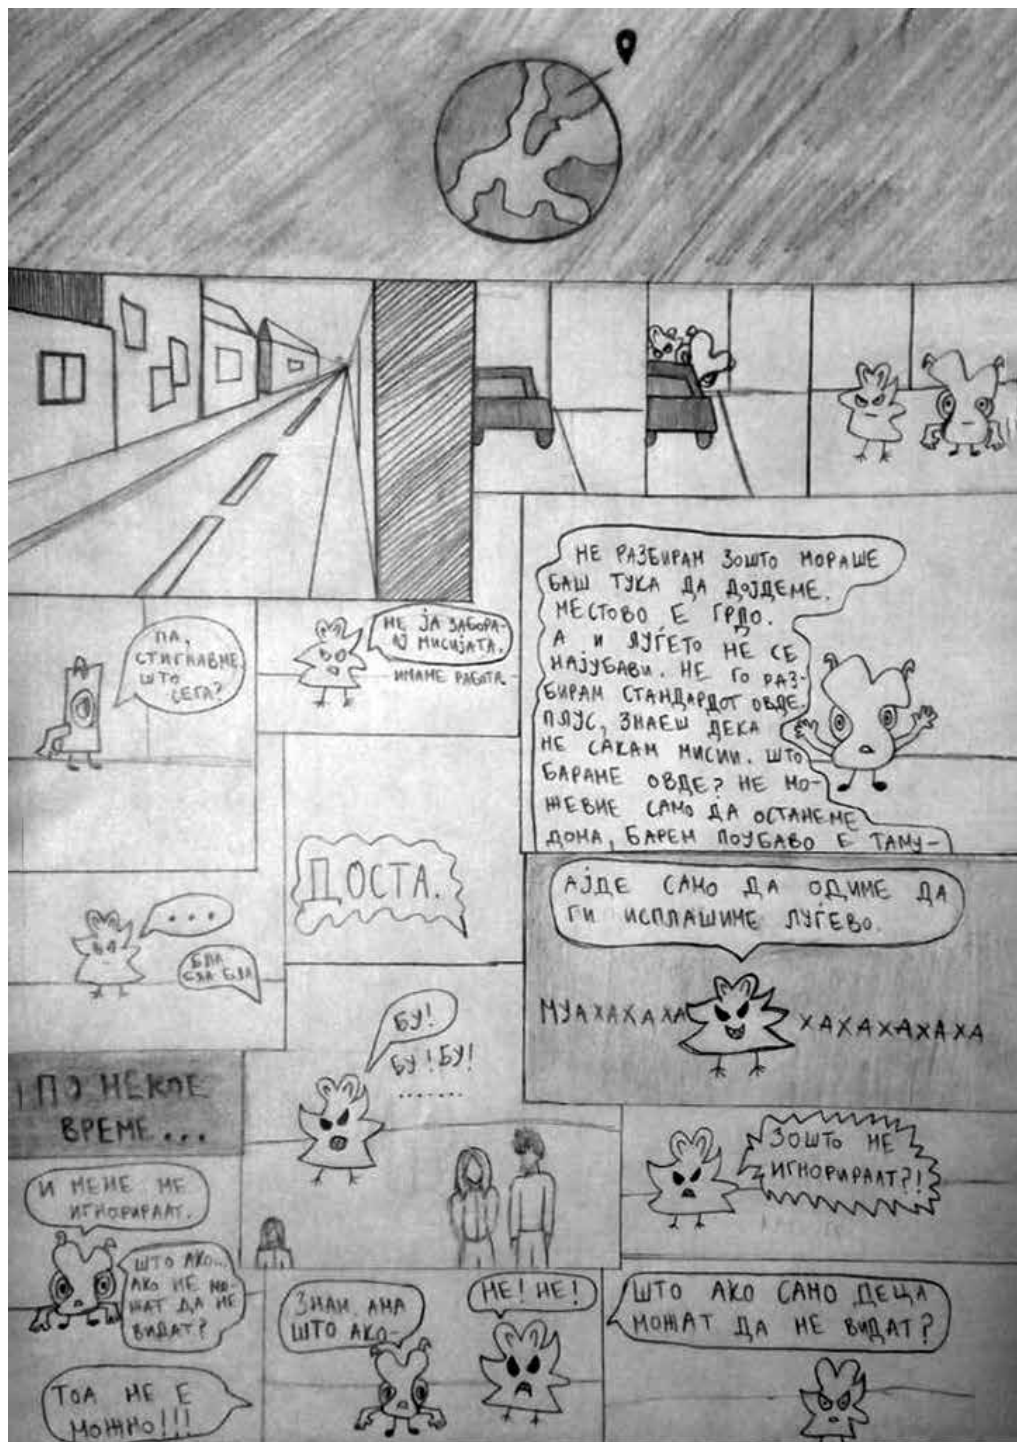 ПА,
СТИГНАВМЕ.
ШТО
СЕГА?
НЕ ЈА ЗАБОРА-
АЈ МИСИЈАТА.
ИМАМЕ РАБОТА.
НЕ РАЗБИРАМ ЗОШТО МОРАШЕ
БАШ ТУКА ДА ДОЈДЕМЕ.
МЕСТОВО Е ГРДО.
А И ЛУЃЕТО НЕ СЕ
НАЈУБАВИ. НЕ ГО РАЗ-
БИРАМ СТАНДАРДОТ ОВДЕ.
ПЛУС, ЗНАЕШ ДЕКА
НЕ САКАМ МИСИИ. ШТО
БАРАМЕ ОВДЕ? НЕ МО-
ЖЕВМЕ САМО ДА ОСТАНЕМЕ
ДОМА, БАРЕМ ПОУБАВО Е ТАМУ-
...
БЛА
БЛА БЛА
ДОСТА.
АЈДЕ САМО ДА ОДИМЕ ДА
ГИ ИСПЛАШИМЕ ЛУЃЕВО.
МУАХАХАХА ХАХАХАХАХА
ПО НЕКОЕ
ВРЕМЕ...
БУ!
БУ! БУ!
.......
ЗОШТО НЕ
ИГНОРИРААТ?!
И МЕНЕ МЕ
ИГНОРИРААТ.
ШТО АКО...
АКО НЕ МО-
ЖАТ ДА НЕ
ВИДАТ?
ТОА НЕ Е
МОЖНО!!!
ЗНАМ АМА
ШТО АКО-
НЕ! НЕ!
ШТО АКО САМО ДЕЦА
МОЖАТ ДА НЕ ВИДАТ?